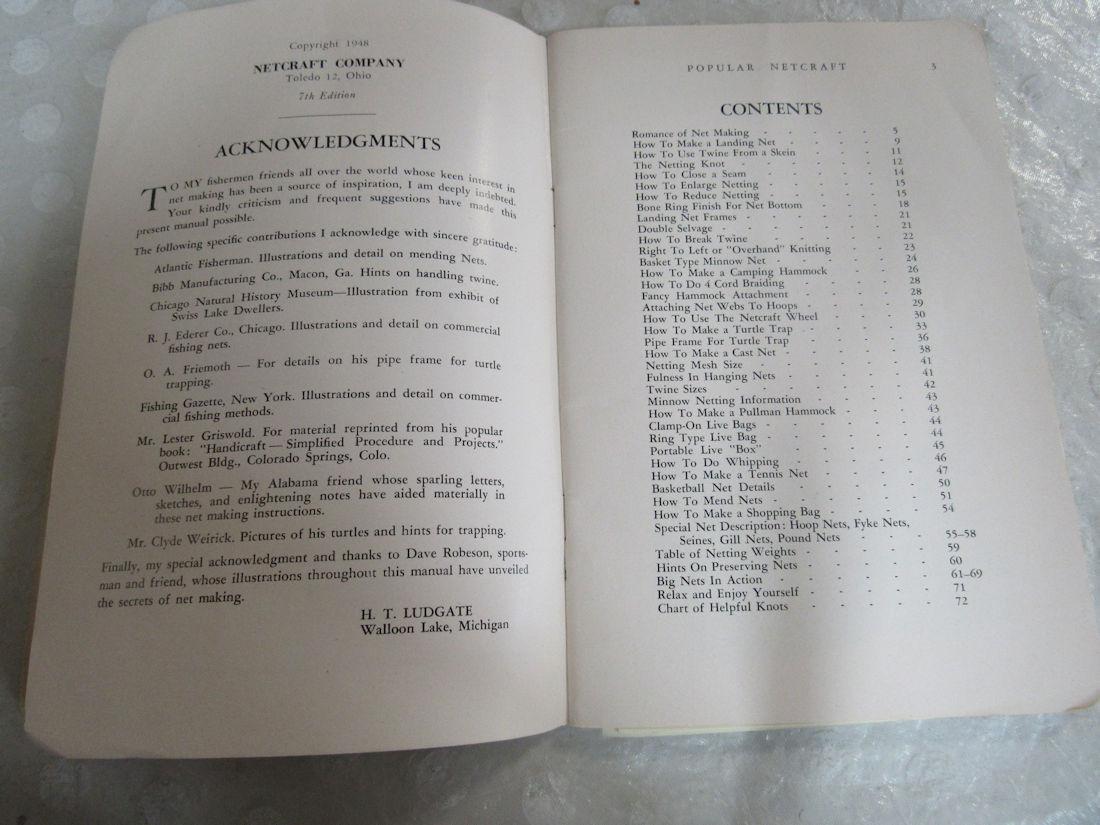 Copyright 1948
NETCRAFT COMPANY
Toledo 12, Ohio
7th Edition
ACKNOWLEDGMENTS
TO MY fishermen friends all over the world whose keen interest in
net making has been a source of inspiration, I am deeply indebted.
Your kindly criticism and frequent suggestions have made this
present manual possible.
The following specific contributions I acknowledge with sincere gratitude:
Atlantic Fisherman. Illustrations and detail on mending Nets.
Bibb Manufacturing Co., Macon, Ga. Hints on handling twine.
Chicago Natural History Museum—Illustration from exhibit of
Swiss Lake Dwellers.
R. J. Ederer Co., Chicago. Illustrations and detail on commercial
fishing nets.
O. A. Friemoth — For details on his pipe frame for turtle
trapping.
Fishing Gazette, New York. Illustrations and detail on commer-
cial fishing methods.
Mr. Lester Griswold. For material reprinted from his popular
book: "Handicraft — Simplified Procedure and Projects."
Outwest Bldg., Colorado Springs, Colo.
Otto Wilhelm — My Alabama friend whose sparling letters,
sketches, and enlightening notes have aided materially in
these net making instructions.
Mr. Clyde Weirick. Pictures of his turtles and hints for trapping.
Finally, my special acknowledgment and thanks to Dave Robeson, sports-
man and friend, whose illustrations throughout this manual have unveiled
the secrets of net making.
H. T. LUDGATE
Walloon Lake, Michigan
POPULAR NETCRAFT 3
CONTENTS
Romance of Net Making - - - - - 5
How To Make a Landing Net - - - - 9
How To Use Twine From a Skein - - - - 11
The Netting Knot - - - - - - 12
How To Close a Seam - - - - - 14
How To Enlarge Netting - - - - - 15
How To Reduce Netting - - - - - 15
Bone Ring Finish For Net Bottom - - - - 18
Landing Net Frames - - - - - - 21
Double Selvage - - - - - - 21
How To Break Twine - - - - - 22
Right To Left or "Overhand" Knitting - - - 23
Basket Type Minnow Net - - - - - 24
How To Make a Camping Hammock - - - 26
How To Do 4 Cord Braiding - - - - 28
Fancy Hammock Attachment - - - - 28
Attaching Net Webs To Hoops - - - - 29
How To Use The Netcraft Wheel - - - - 30
How To Make a Turtle Trap - - - - 33
Pipe Frame For Turtle Trap - - - - 36
How To Make a Cast Net - - - - - 38
Netting Mesh Size - - - - - - 41
Fulness In Hanging Nets - - - - - 41
Twine Sizes - - - - - - - 42
Minnow Netting Information - - - - 43
How To Make a Pullman Hammock - - - 43
Clamp-On Live Bags - - - - - - 44
Ring Type Live Bag - - - - - - 44
Portable Live "Box" - - - - - 45
How To Do Whipping - - - - - 46
How To Make a Tennis Net - - - - 47
Basketball Net Details - - - - - 50
How To Mend Nets - - - - - - 51
How To Make a Shopping Bag - - - - 54
Special Net Description: Hoop Nets, Fyke Nets,
Seines, Gill Nets, Pound Nets - - - - 55-58
Table of Netting Weights - - - - - 59
Hints On Preserving Nets - - - - - 60
Big Nets In Action - - - - - - 61-69
Relax and Enjoy Yourself - - - - - 71
Chart of Helpful Knots - - - - - 72